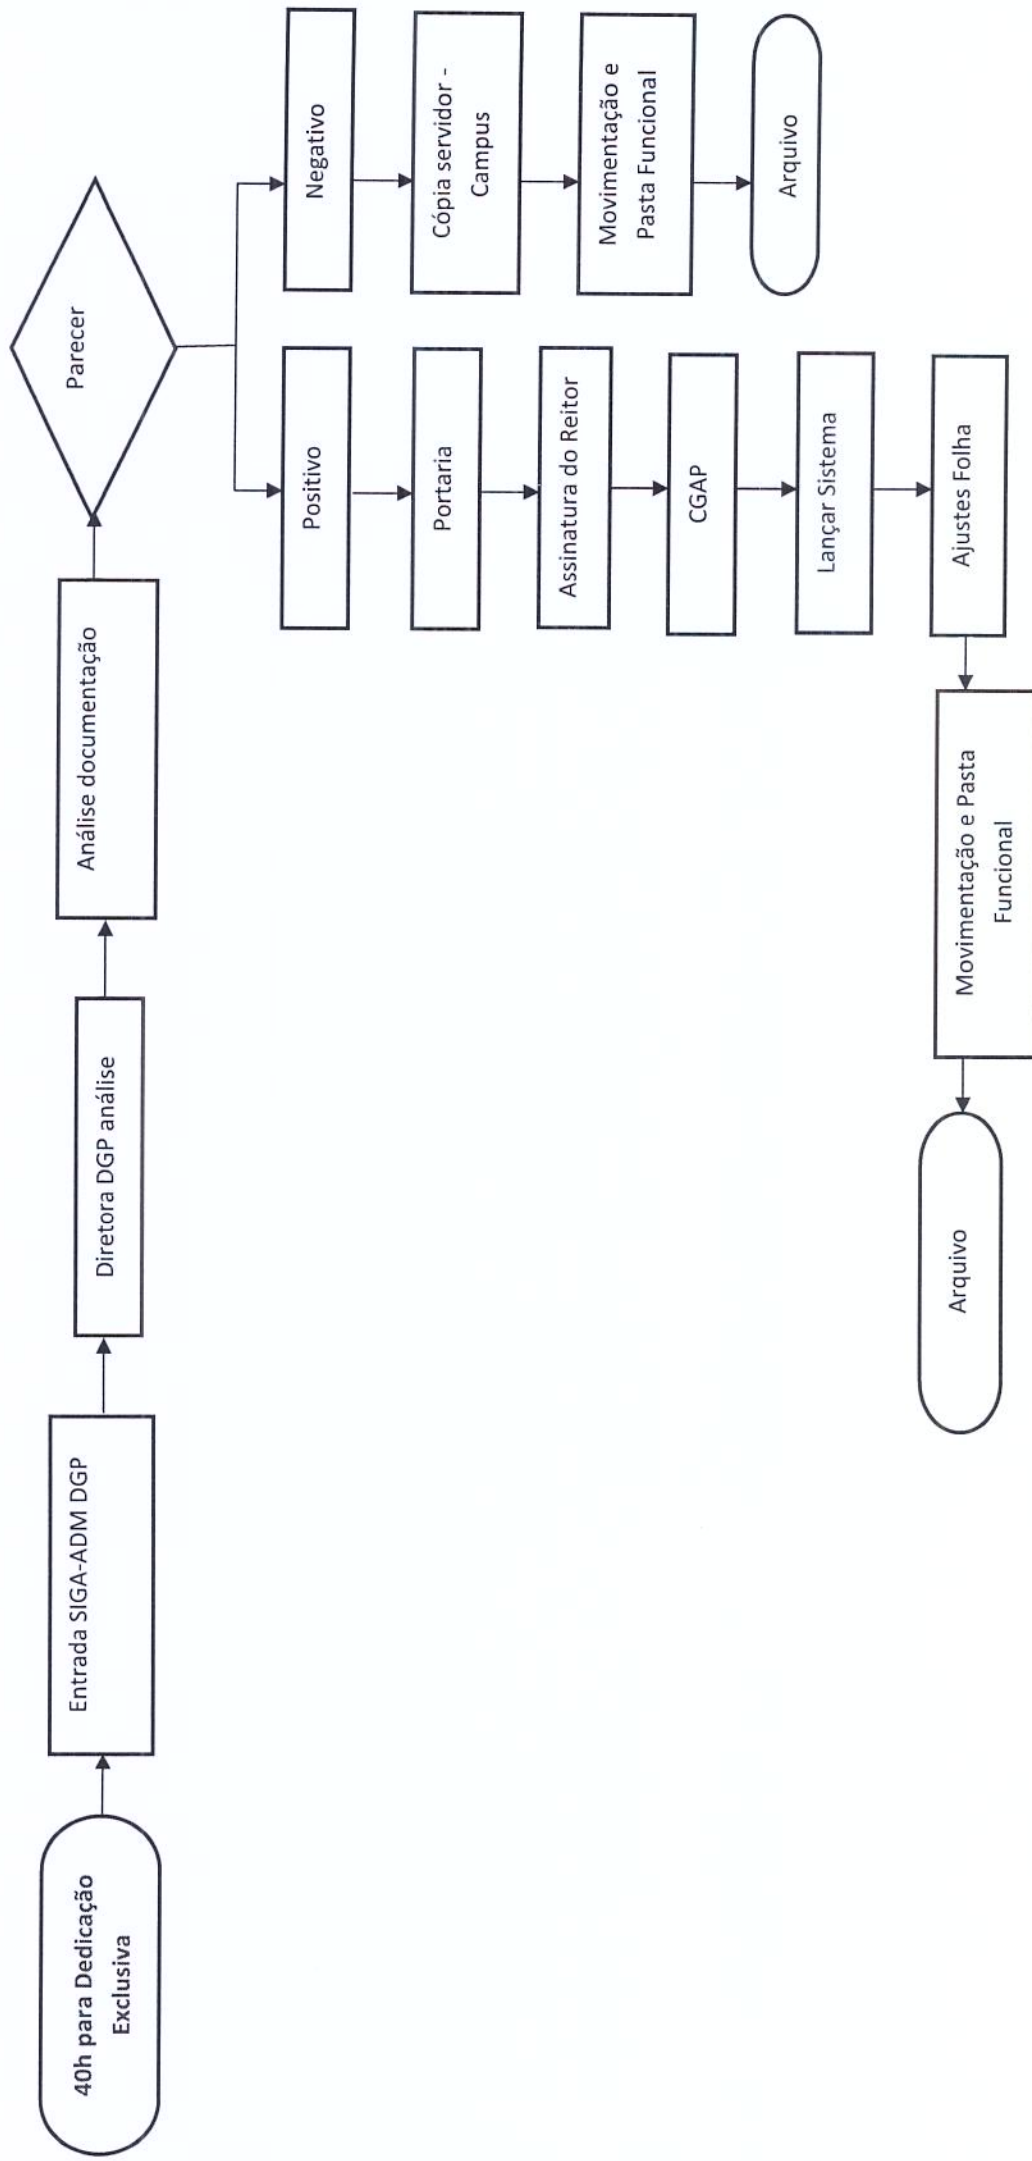 40h para Dedicação
Exclusiva
Entrada SIGA-ADM DGP
Diretora DGP análise
Análise documentação
Parecer
Positivo
Portaria
Assinatura do Reitor
CGAP
Lançar Sistema
Ajustes Folha
Movimentação e Pasta
Funcional
Arquivo
Negativo
Cópia servidor -
Campus
Movimentação e
Pasta Funcional
Arquivo